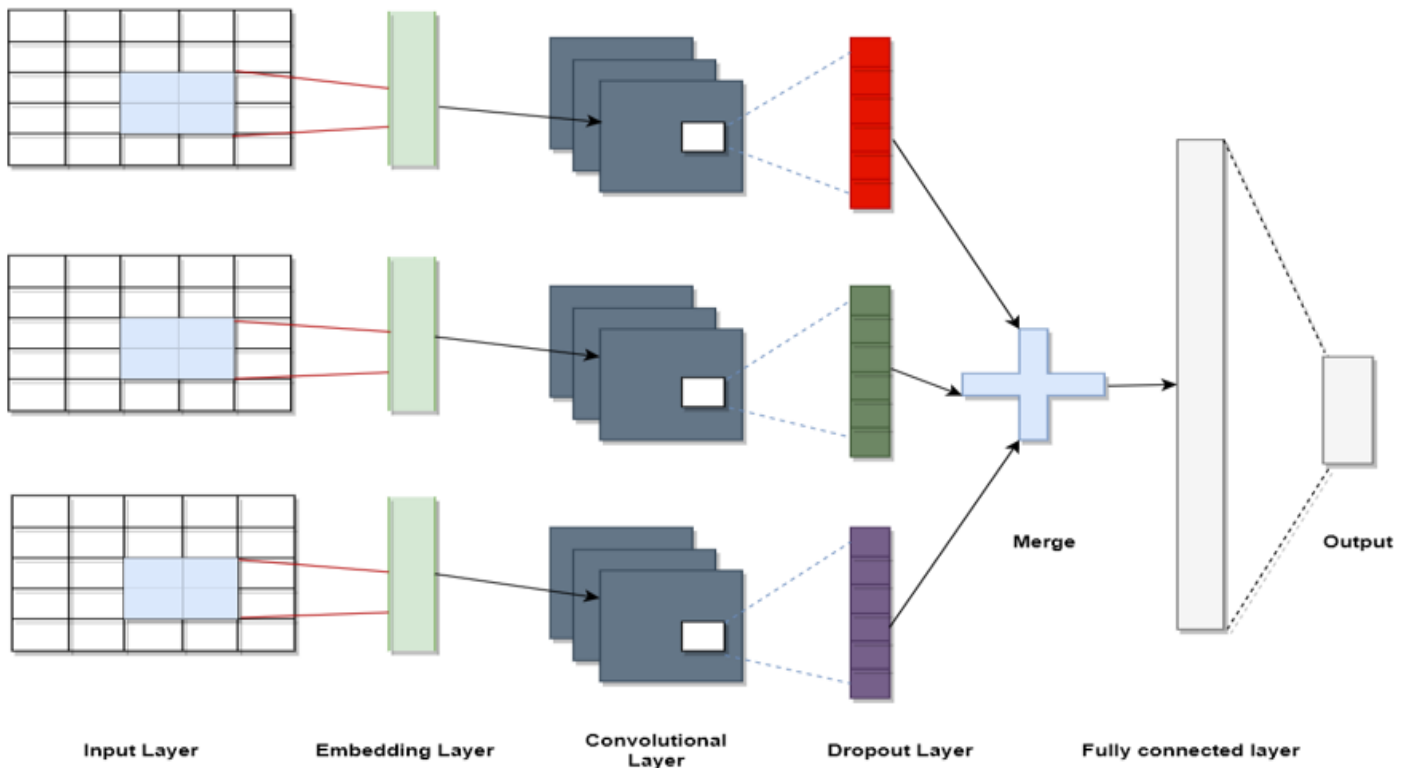 Merge
Output
Input Layer
Embedding Layer
Convolutional
Layer
Dropout Layer
Fully connected layer